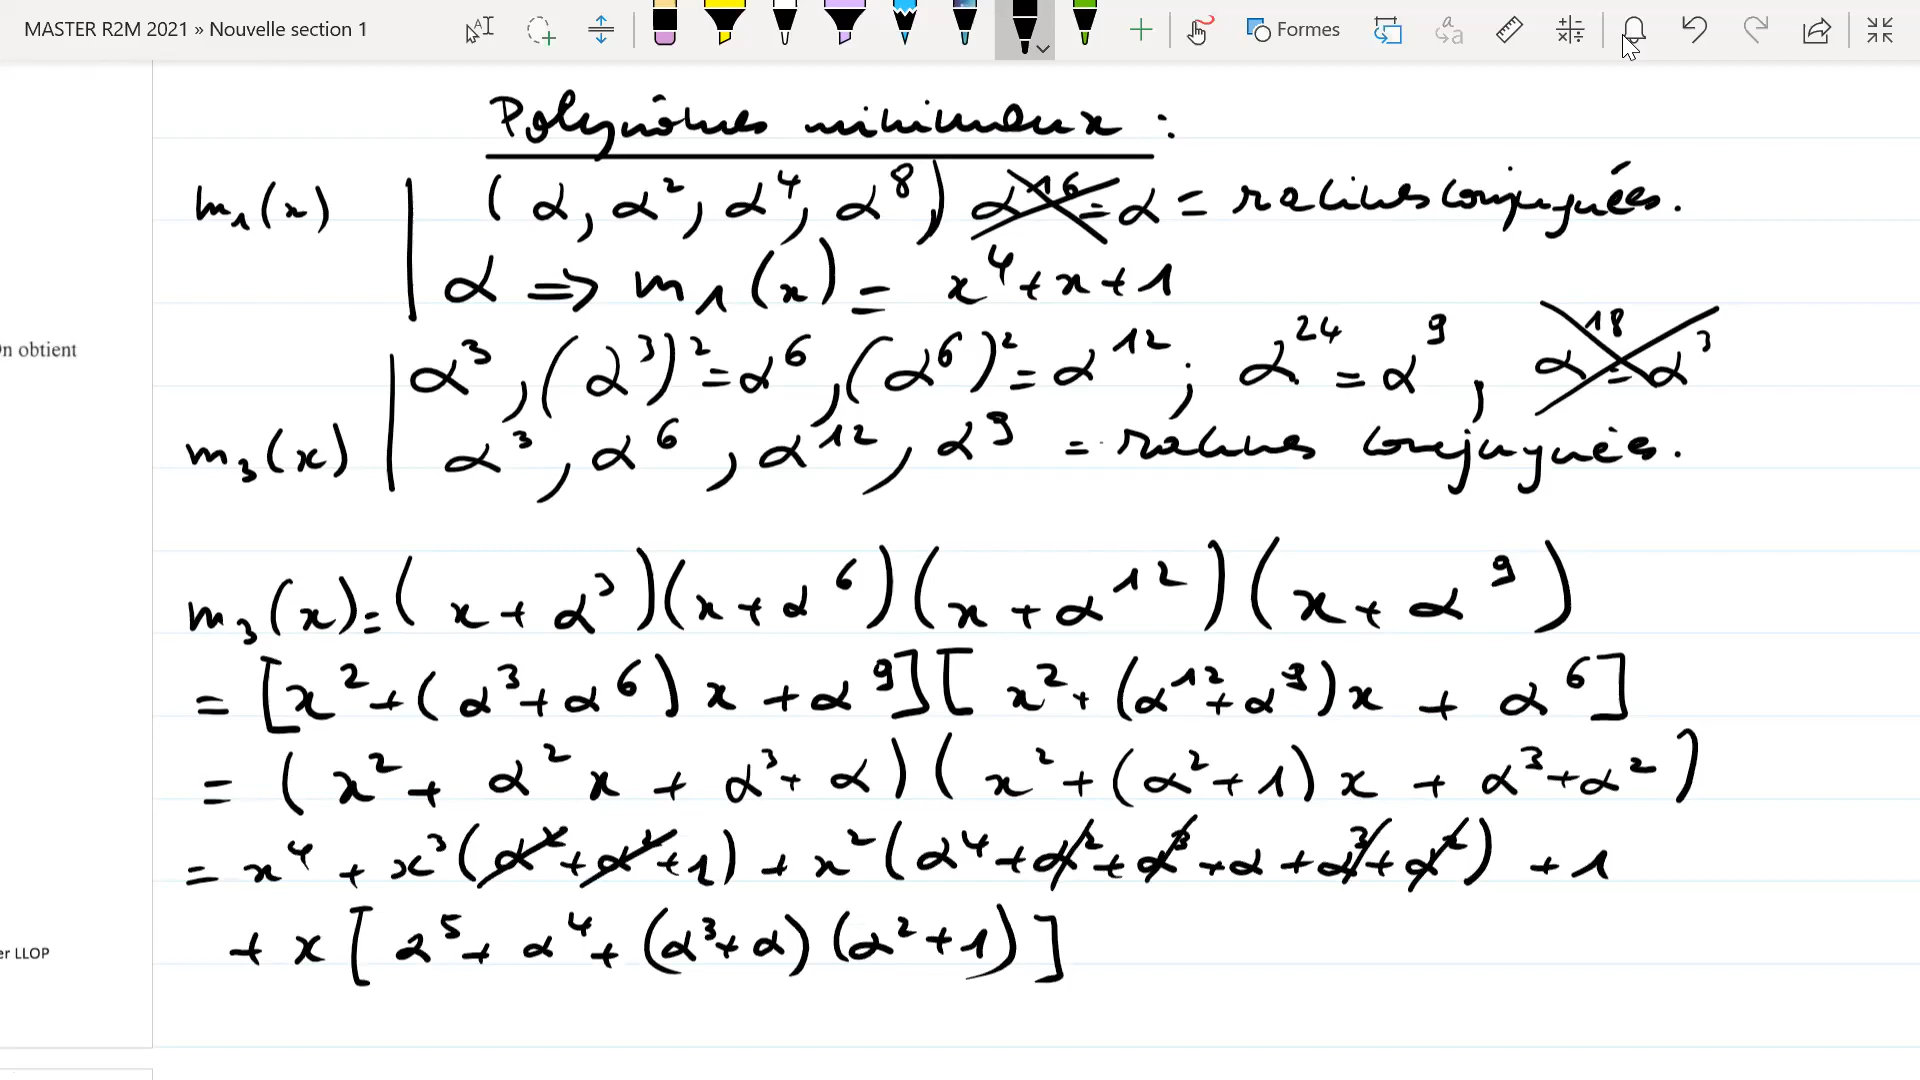 MASTER R2M 2021 » Nouvelle section 1
Formes
Polynômes minimaux :
m₁(x) | (α, α², α⁴, α⁸,) α¹⁶ = α = racines conjuguées.
α ⇒ m₁(x) = x⁴ + x + 1
α³, (α³)² = α⁶, (α⁶)² = α¹² ; α²⁴ = α⁹, α¹⁸ = α³
m₃(x) | α³, α⁶, α¹², α⁹ = racines conjuguées.
m₃(x) = (x + α³)(x + α⁶)(x + α¹²)(x + α⁹)
= [x² + (α³ + α⁶) x + α⁹][x² + (α¹² + α⁹) x + α⁶]
= (x² + α² x + α³ + α)(x² + (α² + 1) x + α³ + α²)
= x⁴ + x³(α² + α² + 1) + x²(α⁴ + α² + α³ + α + α³ + α²) + 1
+ x [α⁵ + α⁴ + (α³ + α)(α² + 1)]
On obtient
er LLOP